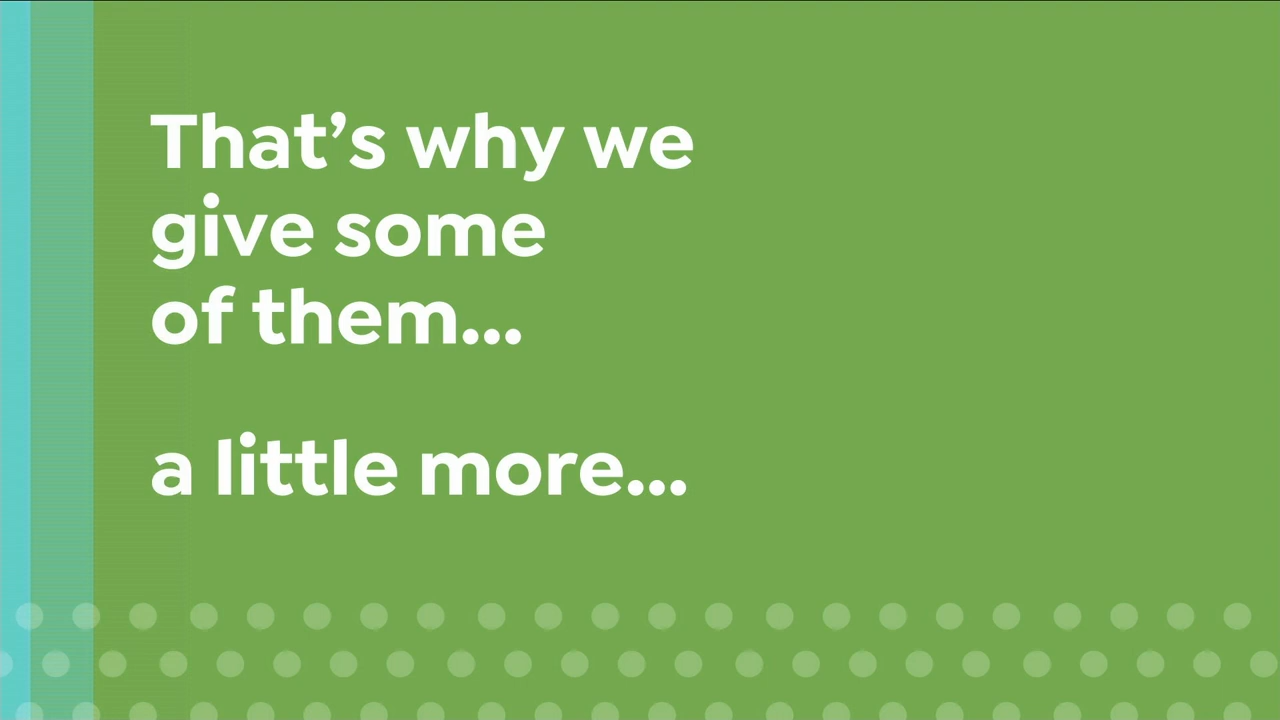 That’s why we
give some
of them...
a little more...